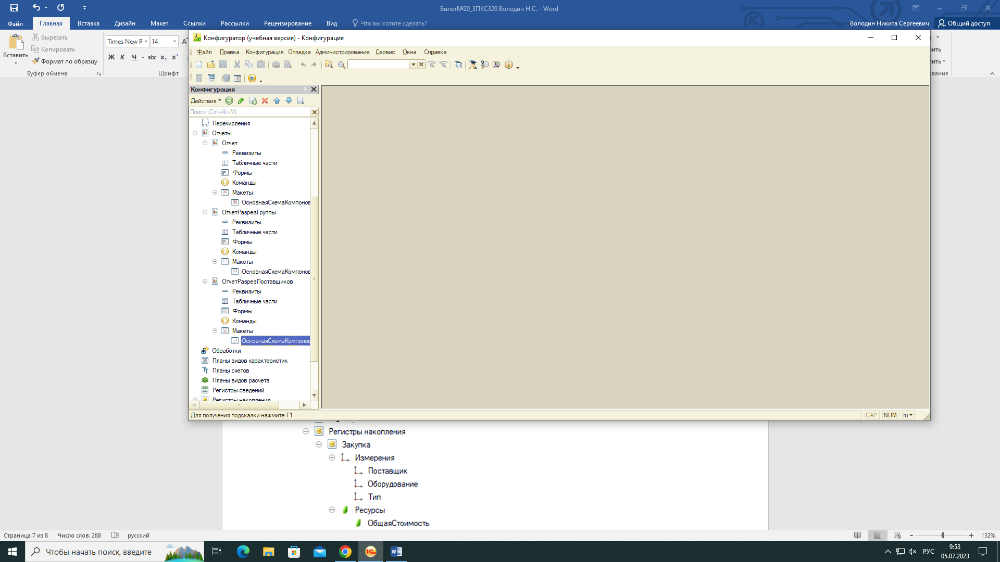 Билет№20_3ПКС320 Володин Н.С. - Word
Файл Главная Вставка Дизайн Макет Ссылки Рассылки Рецензирование Вид Что вы хотите сделать? Володин Никита Сергеевич Общий доступ
Вставить
Вырезать
Копировать
Формат по образцу
Буфер обмена
Times New R 14
Ж К Ч abc x₂ x²
Шрифт
Конфигуратор (учебная версия) - Конфигурация
Файл Правка Конфигурация Отладка Администрирование Сервис Окна Справка
Конфигурация
Действия
Поиск (Ctrl+Alt+M)
Перечисления
Отчеты
Отчет
Реквизиты
Табличные части
Формы
Команды
Макеты
ОсновнаяСхемаКомпонов
ОтчетРазрезГруппы
Реквизиты
Табличные части
Формы
Команды
Макеты
ОсновнаяСхемаКомпонов
ОтчетРазрезПоставщиков
Реквизиты
Табличные части
Формы
Команды
Макеты
ОсновнаяСхемаКомпонов
Обработки
Планы видов характеристик
Планы счетов
Планы видов расчета
Регистры сведений
Регистры накопления
Для получения подсказки нажмите F1
CAP NUM ru
Регистры накопления
Закупка
Измерения
Поставщик
Оборудование
Тип
Ресурсы
ОбщаяСтоимость
Страница 7 из 8 Число слов: 288 русский 132%
Чтобы начать поиск, введите
РУС
9:53
05.07.2023